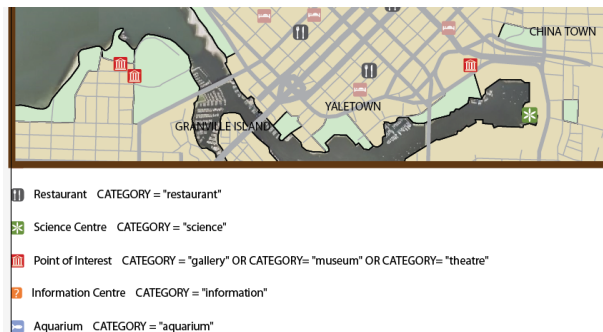 CHINA TOWN
YALETOWN
GRANVILLE ISLAND
Restaurant CATEGORY = "restaurant"
Science Centre CATEGORY = "science"
Point of Interest CATEGORY = "gallery" OR CATEGORY= "museum" OR CATEGORY= "theatre"
? Information Centre CATEGORY = "information"
Aquarium CATEGORY = "aquarium"